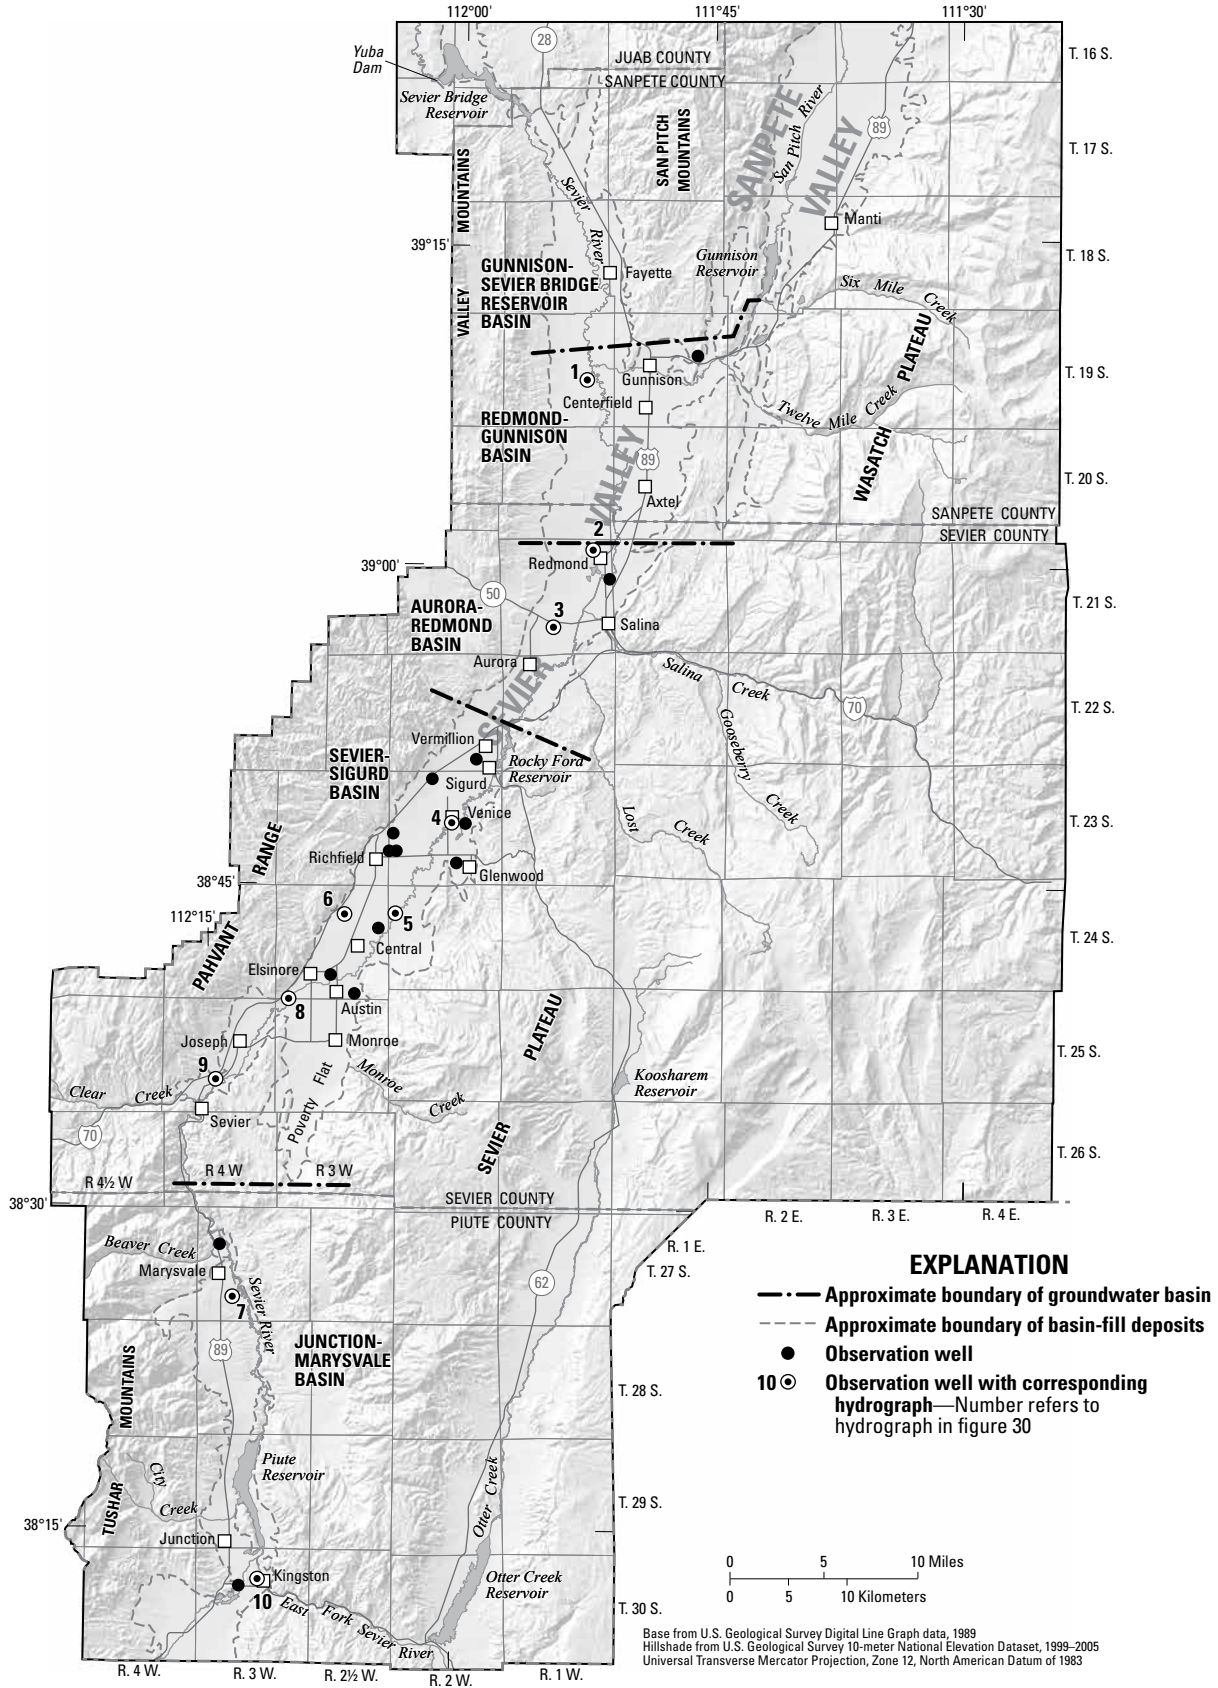 112°00'
111°45'
111°30'
Yuba
Dam
28
JUAB COUNTY
SANPETE COUNTY
T. 16 S.
Sevier Bridge
Reservoir
SAN PITCH
MOUNTAINS
SANPETE
VALLEY
San Pitch River
89
T. 17 S.
VALLEY MOUNTAINS
Sevier River
Manti
39°15'
T. 18 S.
GUNNISON-
SEVIER BRIDGE
RESERVOIR
BASIN
Fayette
Gunnison
Reservoir
Six Mile Creek
WASATCH PLATEAU
1
Gunnison
T. 19 S.
Centerfield
Twelve Mile Creek
REDMOND-
GUNNISON
BASIN
SEVIER VALLEY
89
T. 20 S.
Axtel
SANPETE COUNTY
SEVIER COUNTY
2
Redmond
39°00'
50
T. 21 S.
AURORA-
REDMOND
BASIN
3
Salina
Aurora
Salina Creek
70
T. 22 S.
Gooseberry Creek
Vermillion
SEVIER-
SIGURD
BASIN
Rocky Ford
Reservoir
Sigurd
4
Venice
Lost Creek
T. 23 S.
Richfield
Glenwood
38°45'
PAHVANT RANGE
6
5
112°15'
T. 24 S.
Central
Elsinore
8
Austin
SEVIER PLATEAU
Joseph
Monroe
T. 25 S.
9
Poverty Flat
Monroe Creek
Koosharem
Reservoir
Clear Creek
Sevier
70
T. 26 S.
R 4½ W
R 4 W
R 3 W
38°30'
SEVIER COUNTY
PIUTE COUNTY
R. 2 E.
R. 3 E.
R. 4 E.
R. 1 E.
T. 27 S.
Beaver Creek
Marysvale
7
Sevier River
62
JUNCTION-
MARYSVALE
BASIN
89
T. 28 S.
TUSHAR MOUNTAINS
City Creek
Piute
Reservoir
Otter Creek
T. 29 S.
38°15'
Junction
Kingston
10
East Fork Sevier River
Otter Creek
Reservoir
T. 30 S.
R. 4 W.
R. 3 W.
R. 2½ W.
R. 2 W.
R. 1 W.
EXPLANATION
Approximate boundary of groundwater basin
Approximate boundary of basin-fill deposits
Observation well
10 Observation well with corresponding
hydrograph—Number refers to
hydrograph in figure 30
0 5 10 Miles
0 5 10 Kilometers
Base from U.S. Geological Survey Digital Line Graph data, 1989
Hillshade from U.S. Geological Survey 10-meter National Elevation Dataset, 1999–2005
Universal Transverse Mercator Projection, Zone 12, North American Datum of 1983